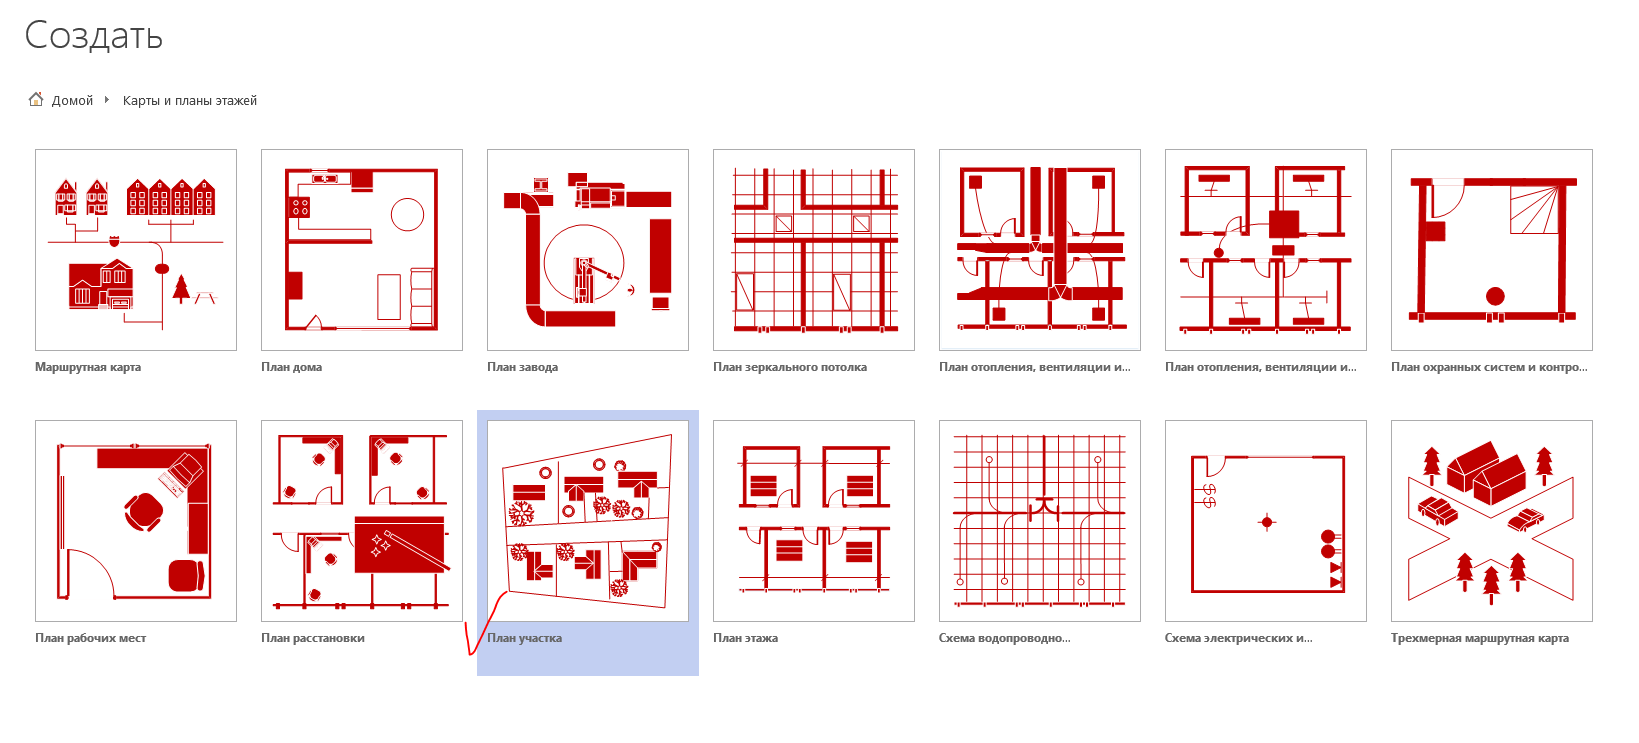 Создать
Домой Карты и планы этажей
Маршрутная карта
План дома
План завода
План зеркального потолка
План отопления, вентиляции и...
План отопления, вентиляции и...
План охранных систем и контро...
План рабочих мест
План расстановки
План участка
План этажа
Схема водопроводно...
Схема электрических и...
Трехмерная маршрутная карта